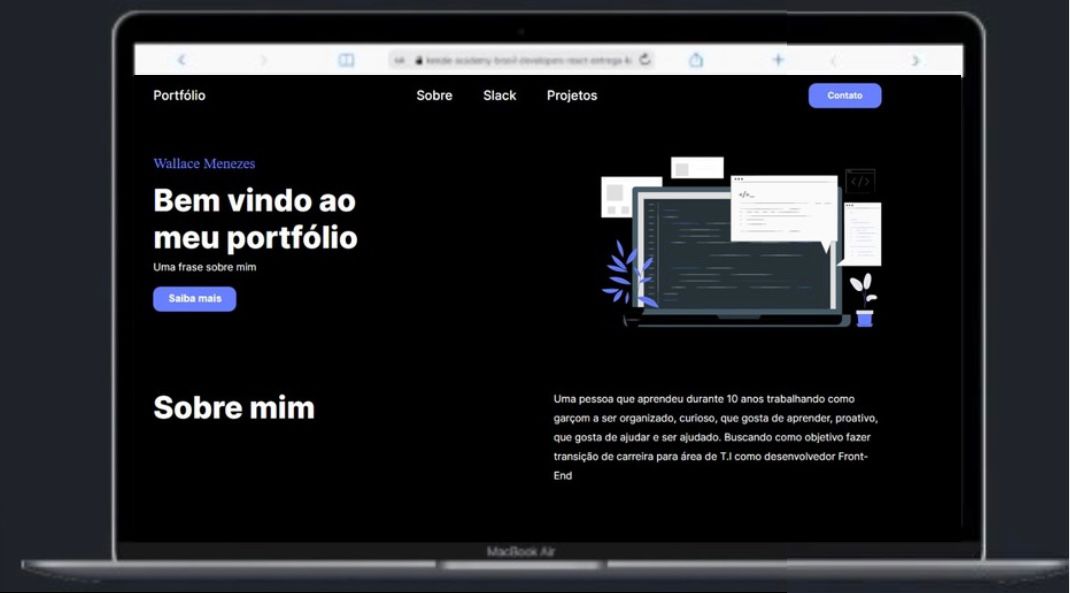 Portfólio
Sobre
Slack
Projetos
Contato
Wallace Menezes
Bem vindo ao
meu portfólio
Uma frase sobre mim
Saiba mais
</>_
</>
Sobre mim
Uma pessoa que aprendeu durante 10 anos trabalhando como
garçom a ser organizado, curioso, que gosta de aprender, proativo,
que gosta de ajudar e ser ajudado. Buscando como objetivo fazer
transição de carreira para área de T.I como desenvolvedor Front-
End
MacBook Air